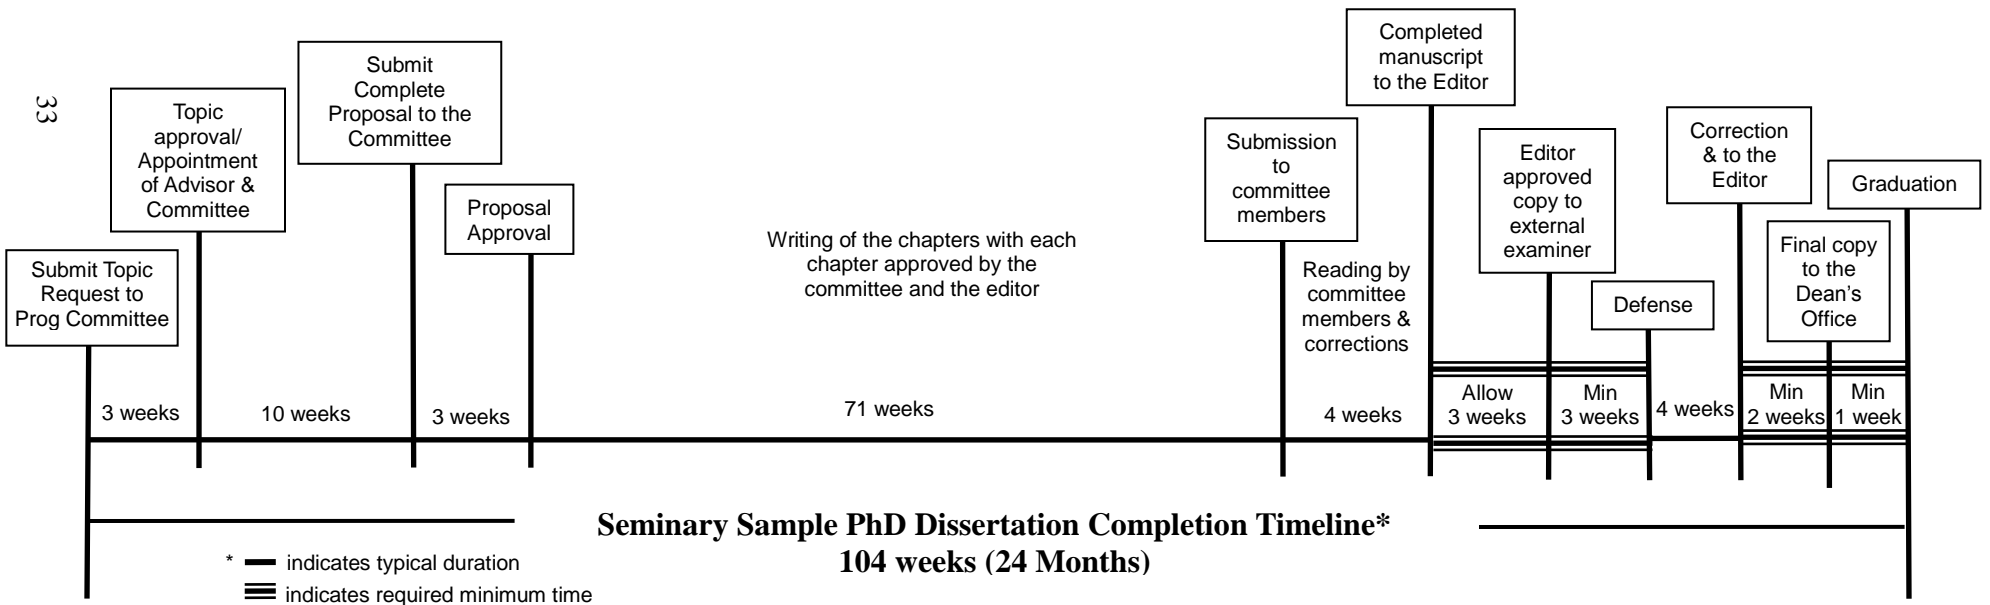 33
Submit Topic
Request to
Prog Committee
Topic
approval/
Appointment
of Advisor &
Committee
Submit
Complete
Proposal to the
Committee
Proposal
Approval
Writing of the chapters with each
chapter approved by the
committee and the editor
Submission
to
committee
members
Reading by
committee
members &
corrections
Completed
manuscript
to the Editor
Editor
approved
copy to
external
examiner
Defense
Correction
& to the
Editor
Final copy
to the
Dean's
Office
Graduation
3 weeks
10 weeks
3 weeks
71 weeks
4 weeks
Allow
3 weeks
Min
3 weeks
4 weeks
Min
2 weeks
Min
1 week
Seminary Sample PhD Dissertation Completion Timeline*
104 weeks (24 Months)
* indicates typical duration
indicates required minimum time